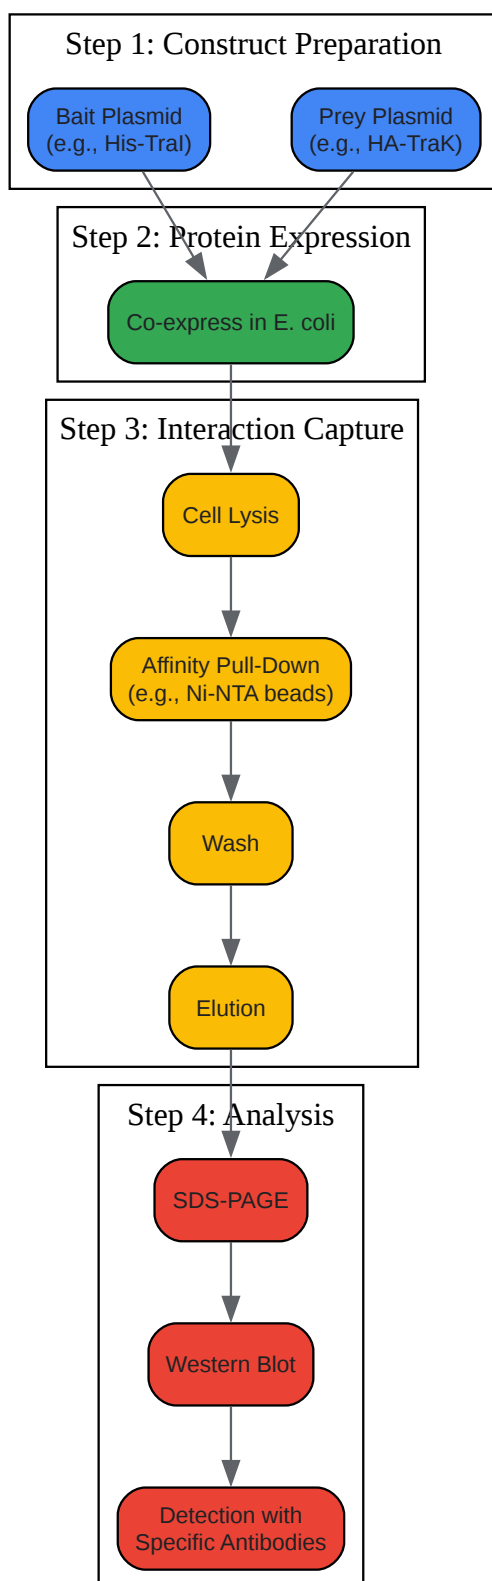 Step 1: Construct Preparation
Bait Plasmid
(e.g., His-TraI)
Prey Plasmid
(e.g., HA-TraK)
Step 2: Protein Expression
Co-express in E. coli
Step 3: Interaction Capture
Cell Lysis
Affinity Pull-Down
(e.g., Ni-NTA beads)
Wash
Elution
Step 4: Analysis
SDS-PAGE
Western Blot
Detection with
Specific Antibodies